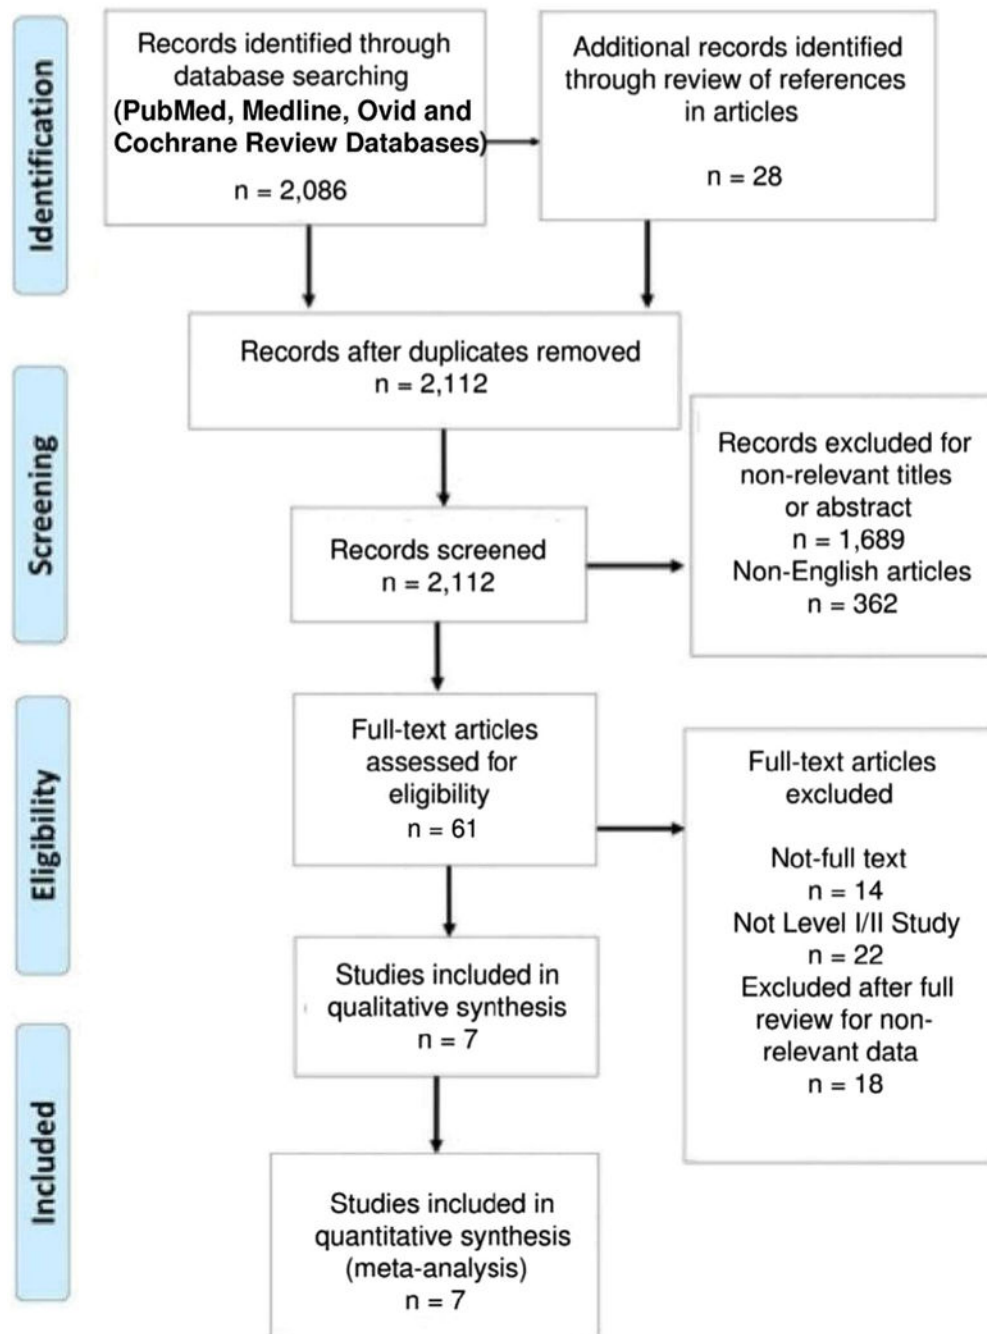 Identification
Records identified through
database searching
(PubMed, Medline, Ovid and
Cochrane Review Databases)
n = 2,086
Additional records identified
through review of references
in articles
n = 28
Screening
Records after duplicates removed
n = 2,112
Records screened
n = 2,112
Records excluded for
non-relevant titles
or abstract
n = 1,689
Non-English articles
n = 362
Eligibility
Full-text articles
assessed for
eligibility
n = 61
Full-text articles
excluded
Not-full text
n = 14
Not Level I/II Study
n = 22
Excluded after full
review for non-
relevant data
n = 18
Studies included in
qualitative synthesis
n = 7
Included
Studies included in
quantitative synthesis
(meta-analysis)
n = 7